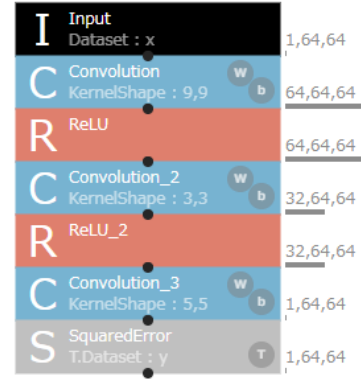 I Input
Dataset : x
1,64,64
C Convolution W
KernelShape : 9,9 b 64,64,64
R ReLU
64,64,64
C Convolution_2 W
KernelShape : 3,3 b 32,64,64
R ReLU_2
32,64,64
C Convolution_3 W
KernelShape : 5,5 b 1,64,64
S SquaredError
T.Dataset : y T 1,64,64